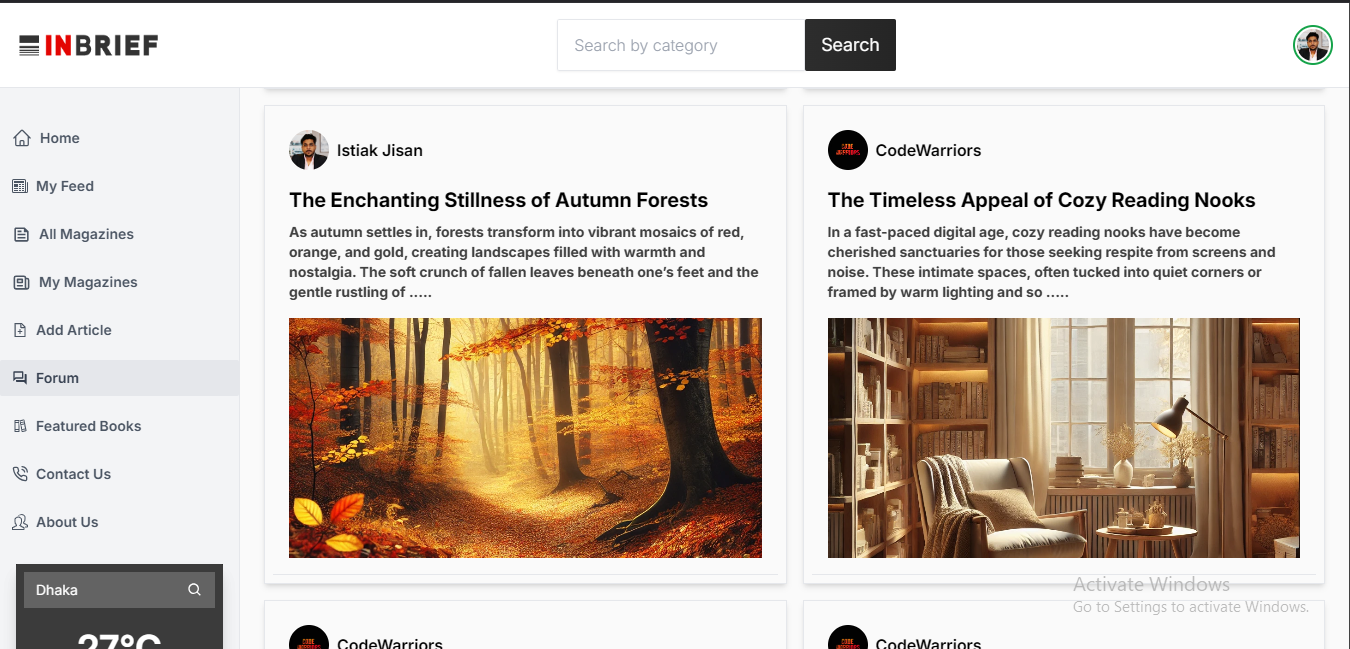 INBRIEF
Search by category
Search
Home
My Feed
All Magazines
My Magazines
Add Article
Forum
Featured Books
Contact Us
About Us
Dhaka
27°C
Istiak Jisan
The Enchanting Stillness of Autumn Forests
As autumn settles in, forests transform into vibrant mosaics of red,
orange, and gold, creating landscapes filled with warmth and
nostalgia. The soft crunch of fallen leaves beneath one’s feet and the
gentle rustling of .....
CODE
WARRIORS
CodeWarriors
The Timeless Appeal of Cozy Reading Nooks
In a fast-paced digital age, cozy reading nooks have become
cherished sanctuaries for those seeking respite from screens and
noise. These intimate spaces, often tucked into quiet corners or
framed by warm lighting and so .....
Activate Windows
Go to Settings to activate Windows.
CODE
CodeWarriors
CODE
CodeWarriors